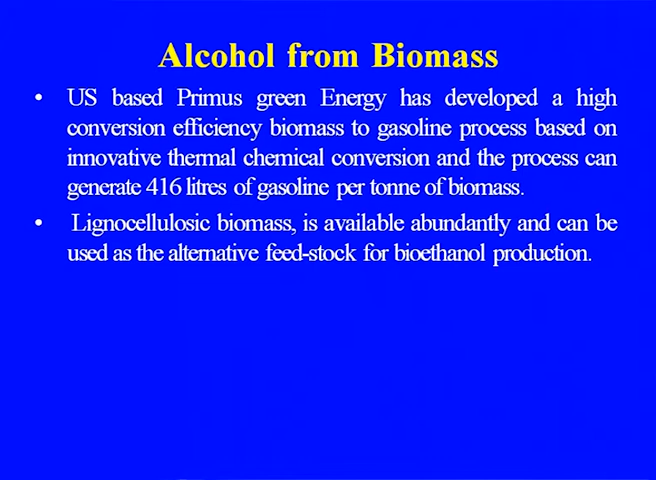 Alcohol from Biomass
• US based Primus green Energy has developed a high
conversion efficiency biomass to gasoline process based on
innovative thermal chemical conversion and the process can
generate 416 litres of gasoline per tonne of biomass.
• Lignocellulosic biomass, is available abundantly and can be
used as the alternative feed-stock for bioethanol production.